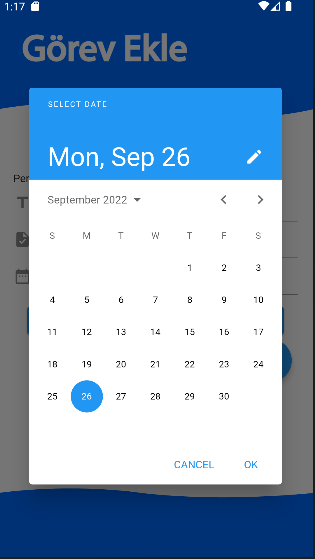 1:17
Görev Ekle
Per
SELECT DATE
Mon, Sep 26
September 2022
S M T W T F S
1 2 3
4 5 6 7 8 9 10
11 12 13 14 15 16 17
18 19 20 21 22 23 24
25 26 27 28 29 30
CANCEL OK